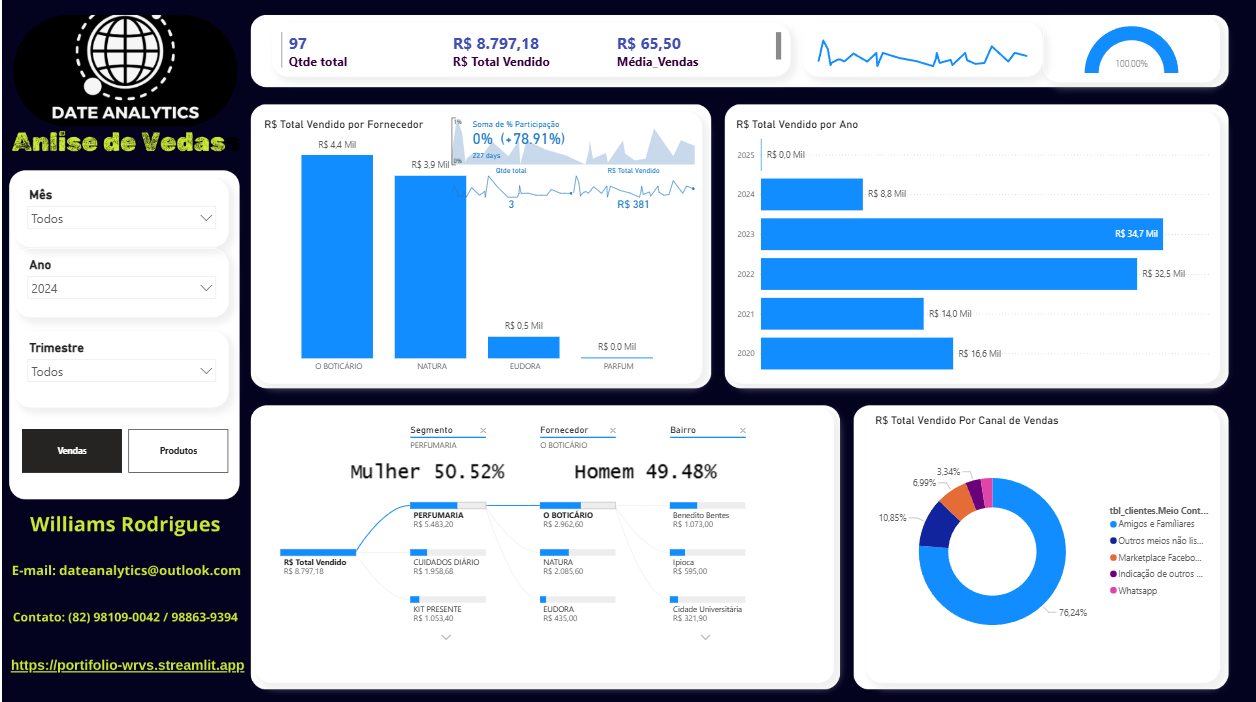 DATE ANALYTICS
Anlise de Vedas
Mês
Todos
Ano
2024
Trimestre
Todos
Vendas
Produtos
Williams Rodrigues
E-mail: dateanalytics@outlook.com
Contato: (82) 98109-0042 / 98863-9394
https://portifolio-wrvs.streamlit.app
97
Qtde total
R$ 8.797,18
R$ Total Vendido
R$ 65,50
Média_Vendas
100.00%
R$ Total Vendido por Fornecedor
R$ 4,4 Mil
R$ 3,9 Mil
R$ 0,5 Mil
R$ 0,0 Mil
O BOTICÁRIO
NATURA
EUDORA
PARFUM
1%
0%
Soma de % Participação
0% (+78.91%)
227 days
Qtde total
3
R$ Total Vendido
R$ 381
R$ Total Vendido por Ano
2025 R$ 0,0 Mil
2024 R$ 8,8 Mil
2023 R$ 34,7 Mil
2022 R$ 32,5 Mil
2021 R$ 14,0 Mil
2020 R$ 16,6 Mil
Segmento
PERFUMARIA
Fornecedor
O BOTICÁRIO
Bairro
Mulher 50.52%
Homem 49.48%
R$ Total Vendido
R$ 8.797,18
PERFUMARIA
R$ 5.483,20
CUIDADOS DIÁRIO
R$ 1.958,68
KIT PRESENTE
R$ 1.053,40
O BOTICÁRIO
R$ 2.962,60
NATURA
R$ 2.085,60
EUDORA
R$ 435,00
Benedito Bentes
R$ 1.073,00
Ipioca
R$ 595,00
Cidade Universitária
R$ 321,90
R$ Total Vendido Por Canal de Vendas
3,34%
6,99%
10,85%
76,24%
tbl_clientes.Meio Cont...
Amigos e Famíliares
Outros meios não lis...
Marketplace Facebo...
Indicação de outros ...
Whatsapp